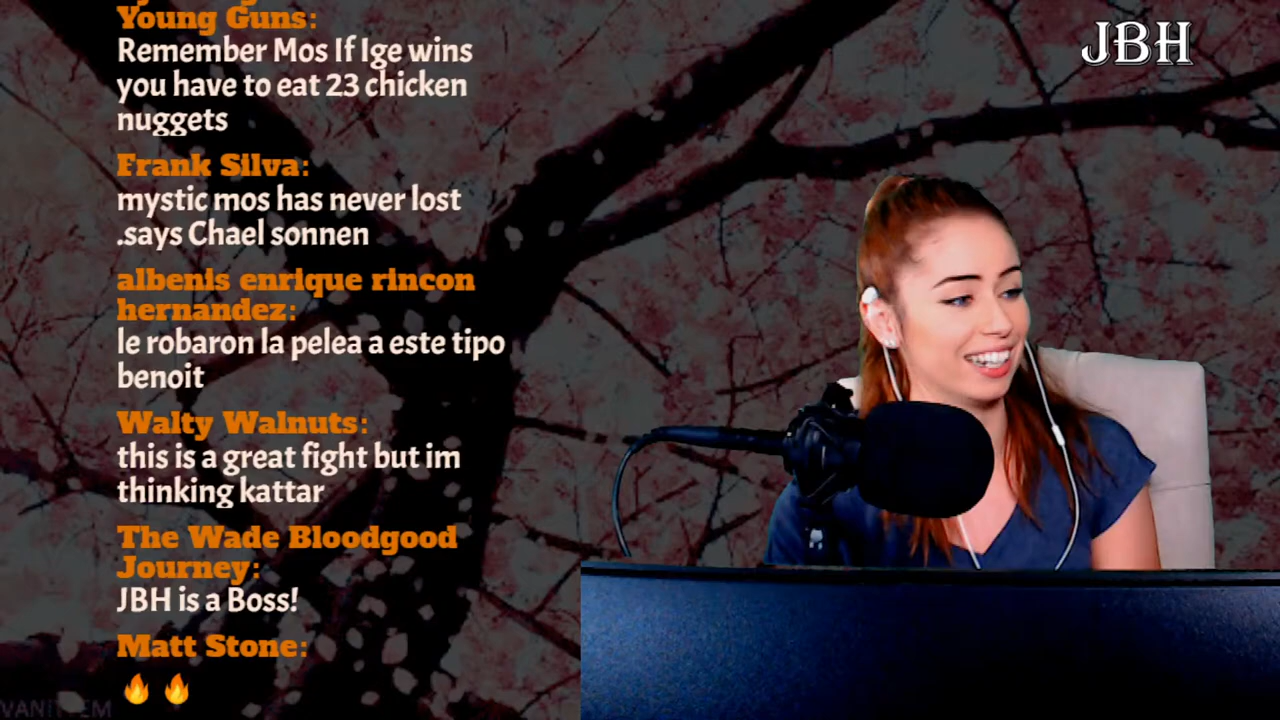 Young Guns:
Remember Mos If Ige wins
you have to eat 23 chicken
nuggets
Frank Silva:
mystic mos has never lost
.says Chael sonnen
albenis enrique rincon
hernandez:
le robaron la pelea a este tipo
benoit
Walty Walnuts:
this is a great fight but im
thinking kattar
The Wade Bloodgood
Journey:
JBH is a Boss!
Matt Stone:
🔥 🔥
JBH